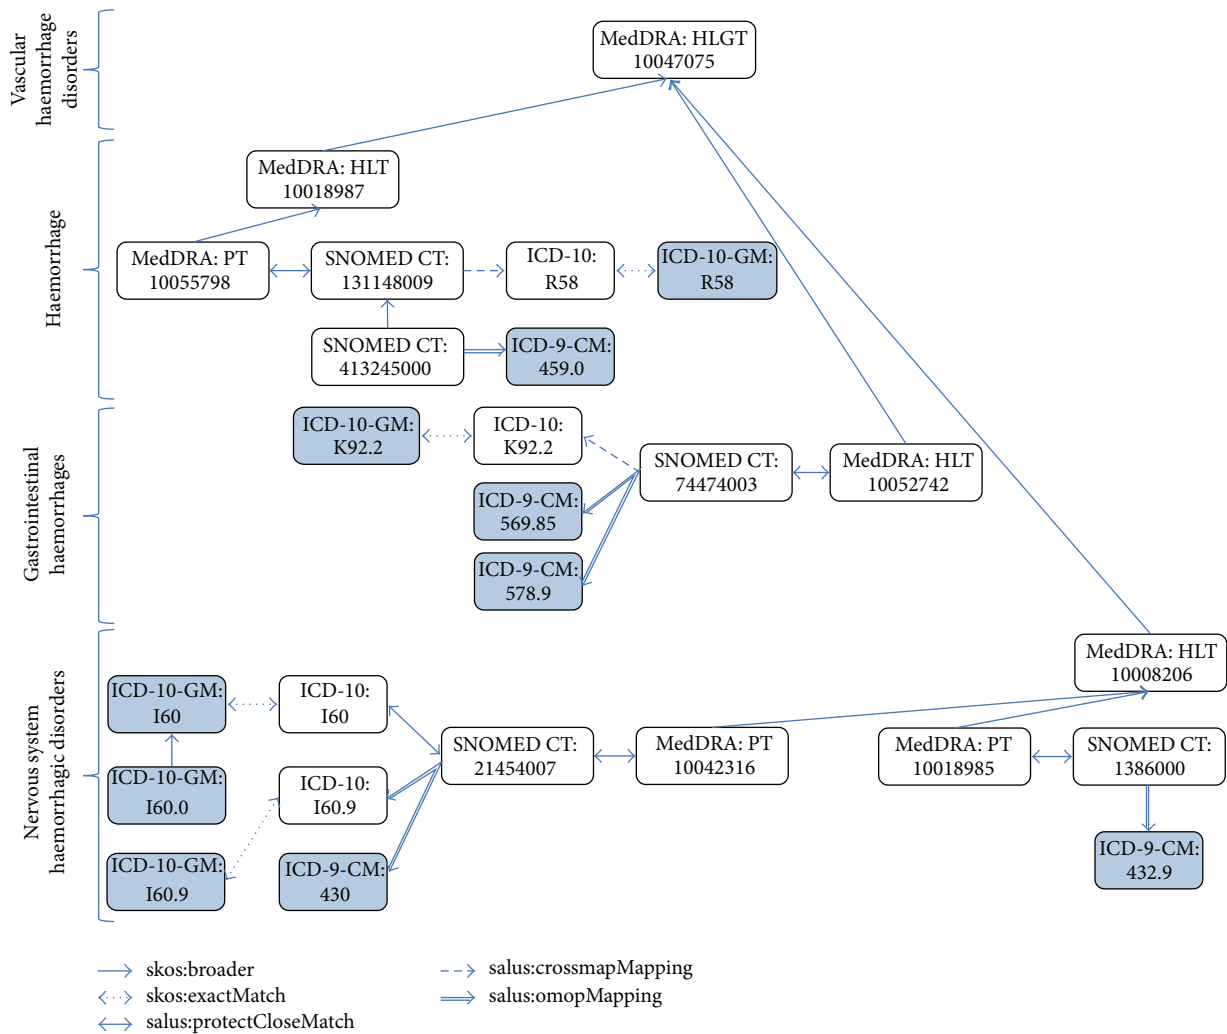 Vascular
haemorrhage
disorders
MedDRA: HLGT
10047075
Haemorrhage
MedDRA: HLT
10018987
MedDRA: PT
10055798
SNOMED CT:
131148009
ICD-10:
R58
ICD-10-GM:
R58
SNOMED CT:
413245000
ICD-9-CM:
459.0
Gastrointestinal
haemorrhages
ICD-10-GM:
K92.2
ICD-10:
K92.2
SNOMED CT:
74474003
MedDRA: HLT
10052742
ICD-9-CM:
569.85
ICD-9-CM:
578.9
Nervous system
haemorrhagic disorders
MedDRA: HLT
10008206
ICD-10-GM:
I60
ICD-10:
I60
SNOMED CT:
21454007
MedDRA: PT
10042316
MedDRA: PT
10018985
SNOMED CT:
1386000
ICD-10-GM:
I60.0
ICD-10:
I60.9
ICD-10-GM:
I60.9
ICD-9-CM:
430
ICD-9-CM:
432.9
skos:broader
skos:exactMatch
salus:protectCloseMatch
salus:crossmapMapping
salus:omopMapping